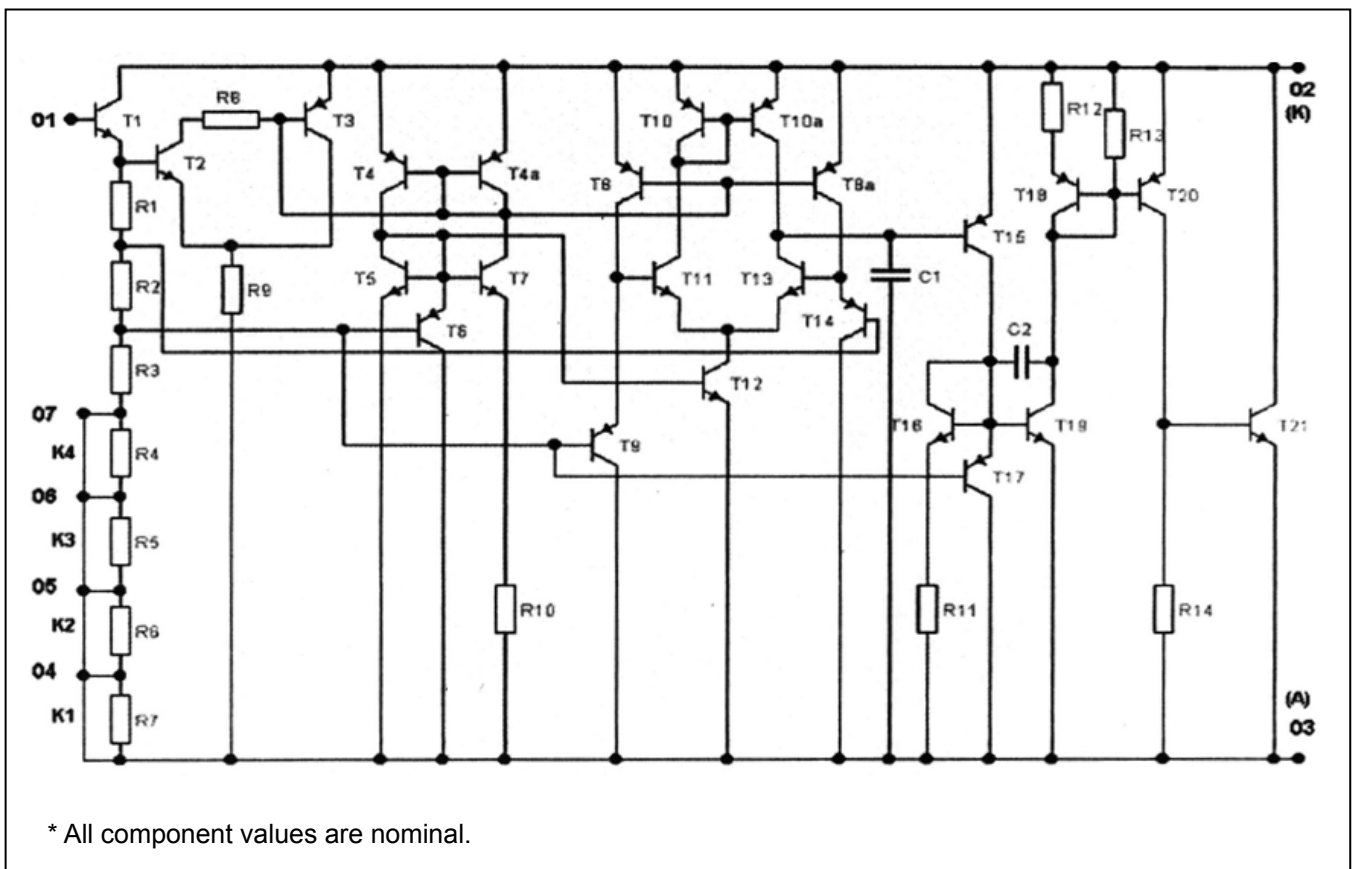 01
T1
R8
T3
T10
T10a
R12
R13
02
(K)
T2
T4
T4a
T8
T8a
T18
T20
R1
R2
R9
T5
T7
T11
T13
C1
T15
T6
T14
C2
R3
T12
07
K4
R4
T9
T16
T19
T21
T17
06
K3
R5
05
K2
R6
R10
R11
R14
04
K1
R7
(A)
03
* All component values are nominal.